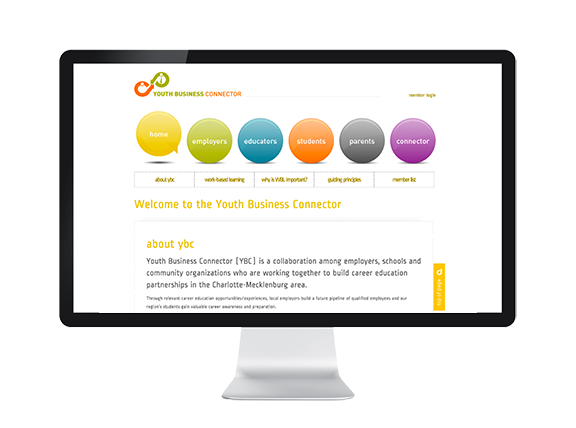 YOUTH BUSINESS CONNECTOR
member login
home
employers
educators
students
parents
connector
about ybc
work-based learning
why is WBL important?
guiding principles
member list
Welcome to the Youth Business Connector
about ybc
Youth Business Connector [YBC] is a collaboration among employers, schools and
community organizations who are working together to build career education
partnerships in the Charlotte-Mecklenburg area.
Through relevant career education opportunities/experiences, local employers build a future pipeline of qualified employees and our
region's students gain valuable career awareness and preparation.
top of page